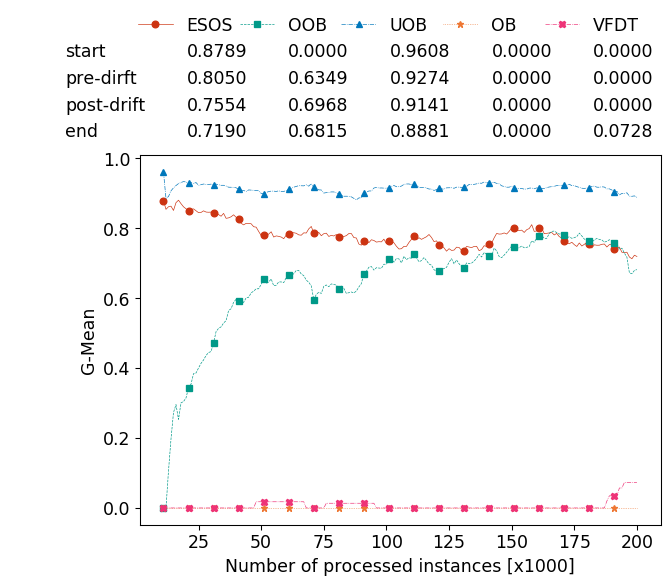 ESOS OOB UOB OB VFDT
start 0.8789 0.0000 0.9608 0.0000 0.0000
pre-dirft 0.8050 0.6349 0.9274 0.0000 0.0000
post-drift 0.7554 0.6968 0.9141 0.0000 0.0000
end 0.7190 0.6815 0.8881 0.0000 0.0728
1.0
0.8
0.6
0.4
0.2
0.0
G-Mean
25 50 75 100 125 150 175 200
Number of processed instances [x1000]